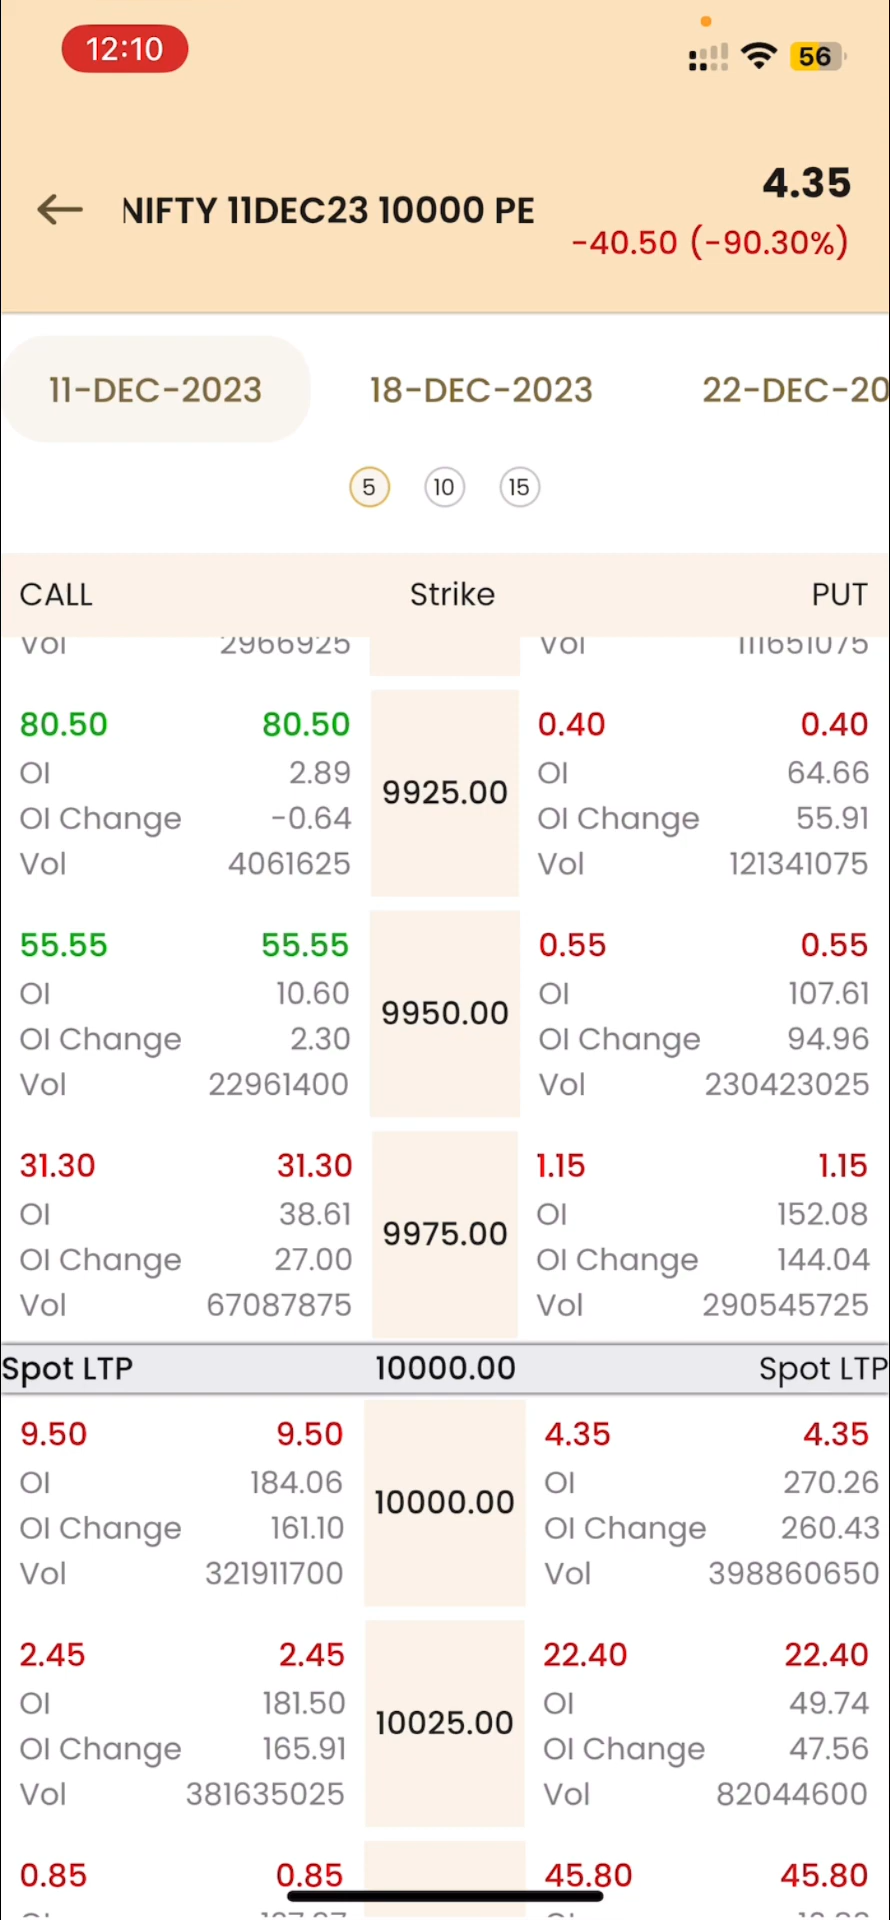 12:10
56
4.35
NIFTY 11DEC23 10000 PE
-40.50 (-90.30%)
11-DEC-2023 18-DEC-2023 22-DEC-20
5 10 15
CALL Strike PUT
Vol 2966925 Vol 111651075
80.50 80.50 0.40 0.40
OI 2.89 OI 64.66
9925.00
OI Change -0.64 OI Change 55.91
Vol 4061625 Vol 121341075
55.55 55.55 0.55 0.55
OI 10.60 OI 107.61
9950.00
OI Change 2.30 OI Change 94.96
Vol 22961400 Vol 230423025
31.30 31.30 1.15 1.15
OI 38.61 OI 152.08
9975.00
OI Change 27.00 OI Change 144.04
Vol 67087875 Vol 290545725
Spot LTP 10000.00 Spot LTP
9.50 9.50 4.35 4.35
OI 184.06 OI 270.26
10000.00
OI Change 161.10 OI Change 260.43
Vol 321911700 Vol 398860650
2.45 2.45 22.40 22.40
OI 181.50 OI 49.74
10025.00
OI Change 165.91 OI Change 47.56
Vol 381635025 Vol 82044600
0.85 0.85 45.80 45.80